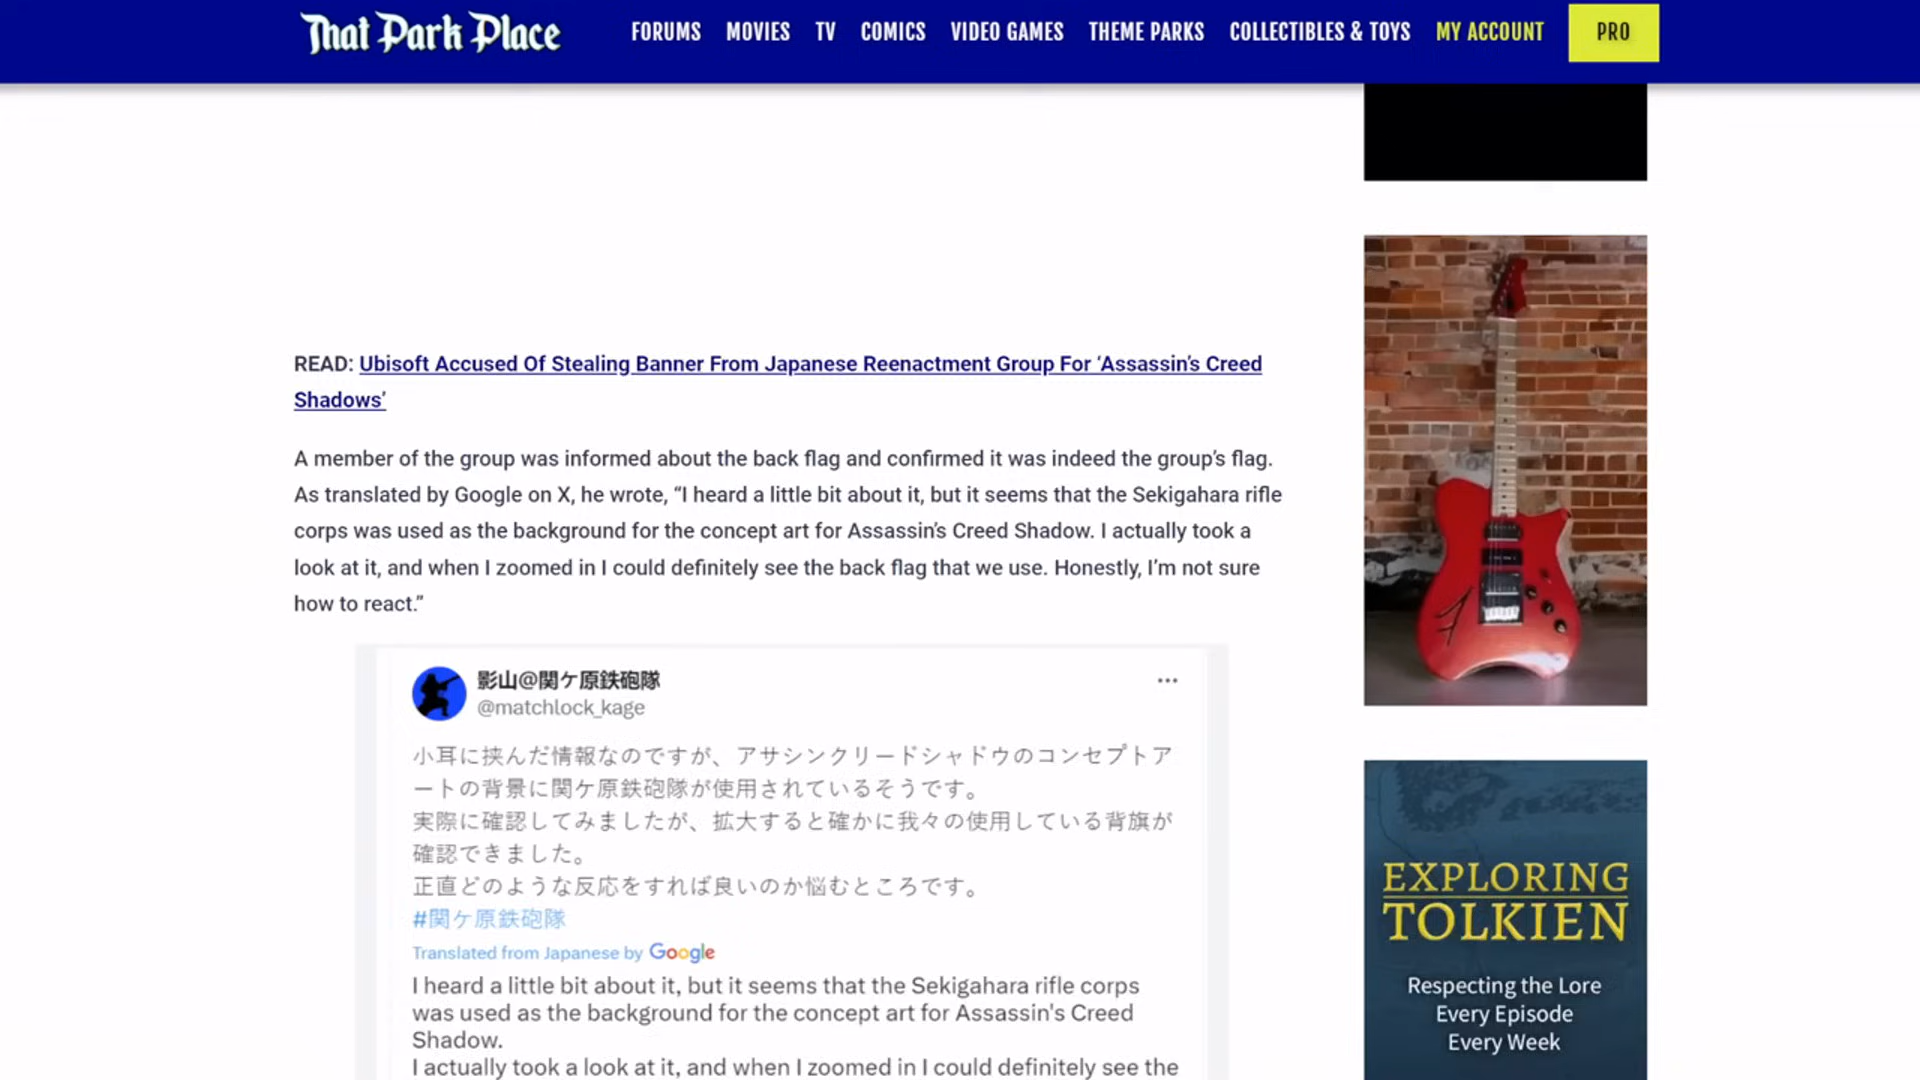 That Park Place
FORUMS MOVIES TV COMICS VIDEO GAMES THEME PARKS COLLECTIBLES & TOYS MY ACCOUNT PRO
READ: Ubisoft Accused Of Stealing Banner From Japanese Reenactment Group For ‘Assassin’s Creed
Shadows’
A member of the group was informed about the back flag and confirmed it was indeed the group’s flag.
As translated by Google on X, he wrote, “I heard a little bit about it, but it seems that the Sekigahara rifle
corps was used as the background for the concept art for Assassin’s Creed Shadow. I actually took a
look at it, and when I zoomed in I could definitely see the back flag that we use. Honestly, I’m not sure
how to react.”
影山@関ケ原鉄砲隊
@matchlock_kage
小耳に挟んだ情報なのですが、アサシンクリードシャドウのコンセプトア
ートの背景に関ケ原鉄砲隊が使用されているそうです。
実際に確認してみましたが、拡大すると確かに我々の使用している背旗が
確認できました。
正直どのような反応をすれば良いのか悩むところです。
#関ケ原鉄砲隊
Translated from Japanese by Google
I heard a little bit about it, but it seems that the Sekigahara rifle corps
was used as the background for the concept art for Assassin's Creed
Shadow.
I actually took a look at it, and when I zoomed in I could definitely see the
EXPLORING
TOLKIEN
Respecting the Lore
Every Episode
Every Week